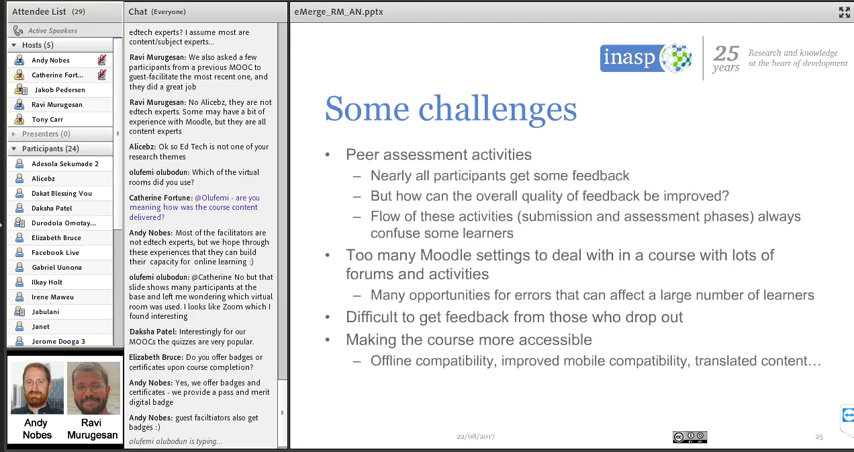 Attendee List (29)
Active Speakers
Hosts (5)
Andy Nobes
Catherine Fort...
Jakob Pedersen
Ravi Murugesan
Tony Carr
Presenters (0)
Participants (24)
Adesola Sekumade 2
Alicebz
Dakat Blessing Vou
Daksha Patel
Durodola Omotay...
Elizabeth Bruce
Facebook Live
Gabriel Uunona
Ilkay Holt
Irene Maweu
Jabulani
Janet
Jerome Dooga 3
Andy
Nobes
Ravi
Murugesan
Chat (Everyone)
edtech experts? I assume most are
content/subject experts...
Ravi Murugesan: We also asked a few
participants from a previous MOOC to
guest-facilitate the most recent one, and
they did a great job
Ravi Murugesan: No Alicebz, they are not
edtech experts. Some may have a bit of
experience with Moodle, but they are all
content experts
Alicebz: Ok so Ed Tech is not one of your
research themes
olufemi olubodun: Which of the virtual
rooms did you use?
Catherine Fortune: @Olufemi - are you
meaning how was the course content
delivered?
Andy Nobes: Most of the facilitators are
not edtech experts, but we hope through
these experiences that they can build
their capacity for online learning :)
olufemi olubodun: @Catherine No but that
slide shows many participants at the
base and left me wondering which virtual
room was used. I looks like Zoom which I
found interesting
Daksha Patel: Interestingly for our
MOOCs the quizzes are very popular.
Elizabeth Bruce: Do you offer badges or
certificates upon course completion?
Andy Nobes: Yes, we offer badges and
certificates - we provide a pass and merit
digital badge
Andy Nobes: guest faciltiators also get
badges :)
olufemi olubodun is typing...
eMerge_RM_AN.pptx
inasp
25
years
Research and knowledge
at the heart of development
Some challenges
• Peer assessment activities
– Nearly all participants get some feedback
– But how can the overall quality of feedback be improved?
– Flow of these activities (submission and assessment phases) always
confuse some learners
• Too many Moodle settings to deal with in a course with lots of
forums and activities
– Many opportunities for errors that can affect a large number of learners
• Difficult to get feedback from those who drop out
• Making the course more accessible
– Offline compatibility, improved mobile compatibility, translated content…
22/08/2017
25